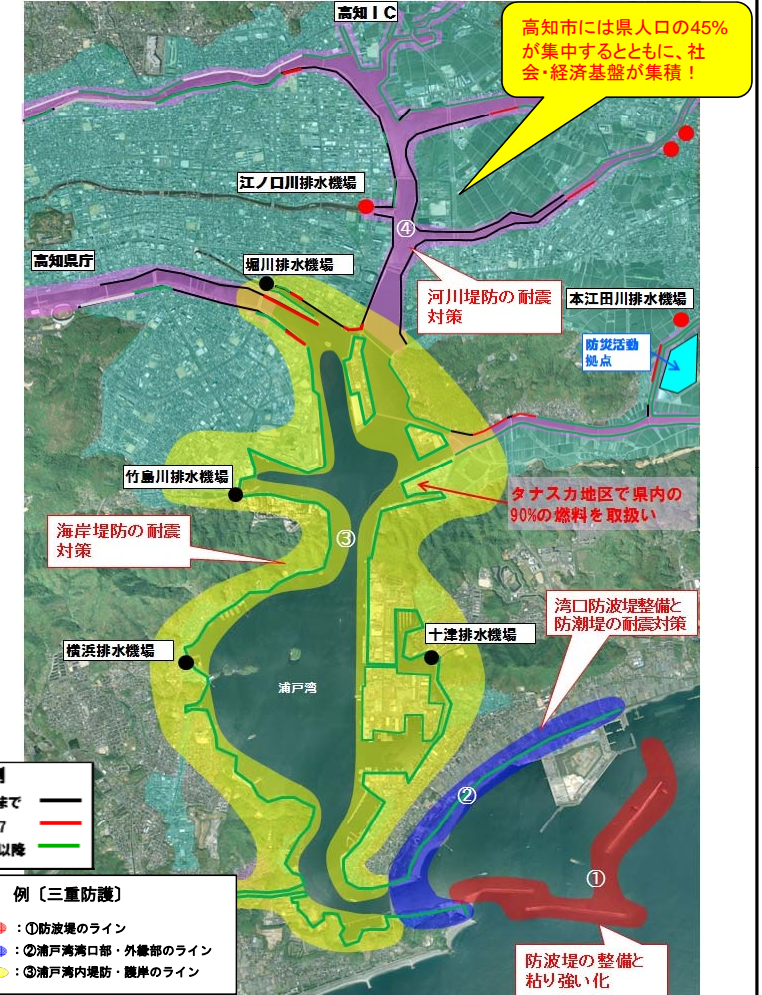 高知ＩＣ
高知市には県人口の45%
が集中するとともに、社
会・経済基盤が集積！
江ノ口川排水機場
④
高知県庁
堀川排水機場
河川堤防の耐震
対策
本江田川排水機場
防災活動
拠点
竹島川排水機場
タナスカ地区で県内の
90%の燃料を取扱い
③
海岸堤防の耐震
対策
湾口防波堤整備と
防潮堤の耐震対策
十津排水機場
横浜排水機場
浦戸湾
②
①
まで
7
以降
例〔三重防護〕
：①防波堤のライン
：②浦戸湾湾口部・外縁部のライン
：③浦戸湾内堤防・護岸のライン
防波堤の整備と
粘り強い化